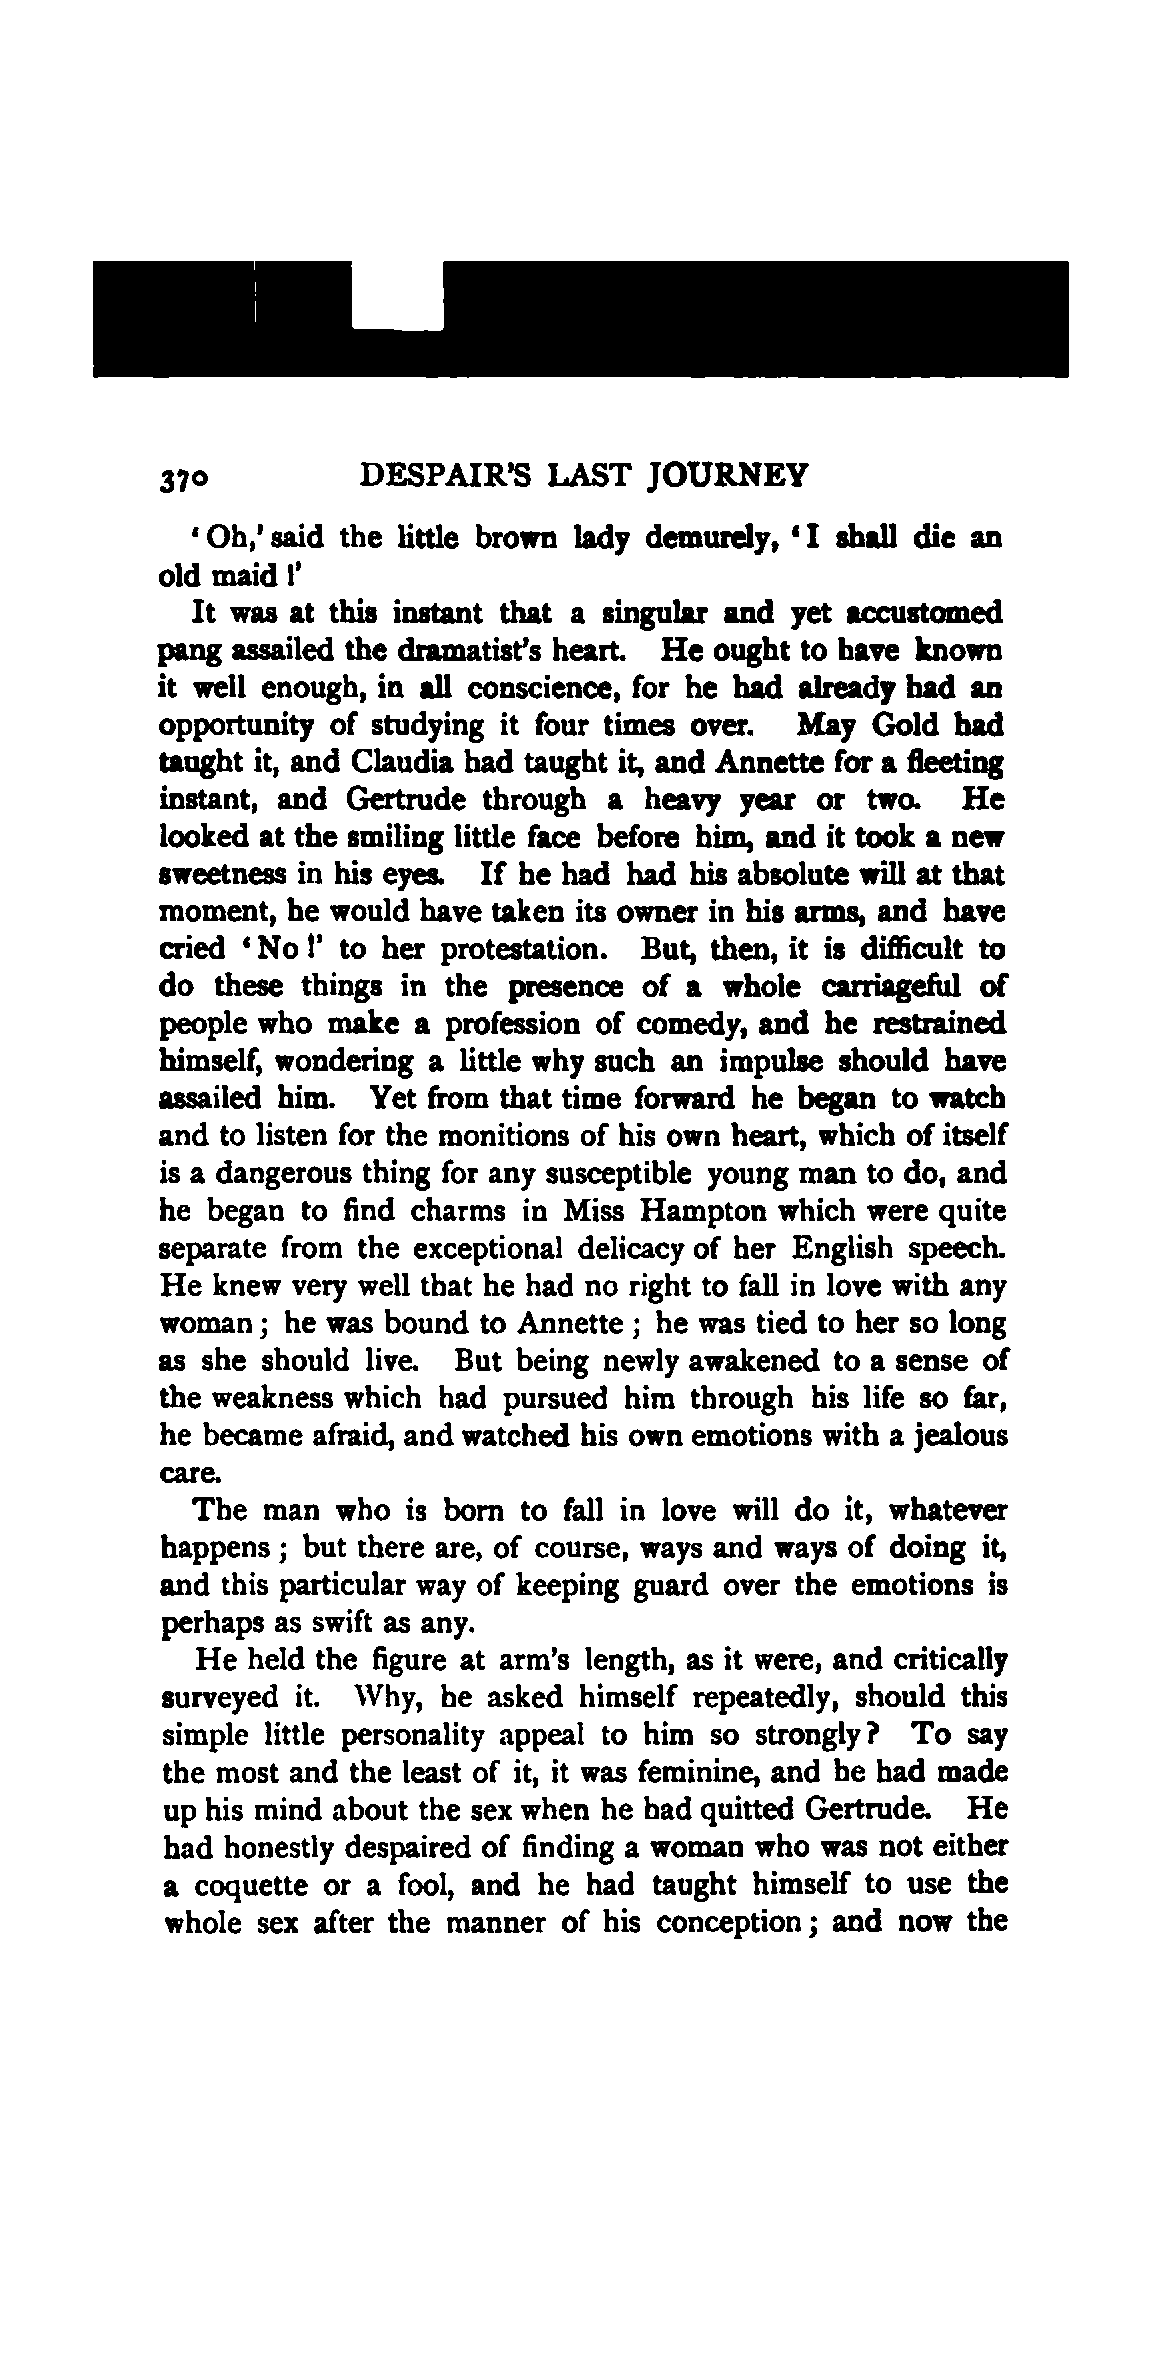 370 DESPAIR'S LAST JOURNEY
'Oh,' said the little brown lady demurely, 'I shall die an
old maid!'
It was at this instant that a singular and yet accustomed
pang assailed the dramatist's heart. He ought to have known
it well enough, in all conscience, for he had already had an
opportunity of studying it four times over. May Gold had
taught it, and Claudia had taught it, and Annette for a fleeting
instant, and Gertrude through a heavy year or two. He
looked at the smiling little face before him, and it took a new
sweetness in his eyes. If he had had his absolute will at that
moment, he would have taken its owner in his arms, and have
cried 'No!' to her protestation. But, then, it is difficult to
do these things in the presence of a whole carriageful of
people who make a profession of comedy, and he restrained
himself, wondering a little why such an impulse should have
assailed him. Yet from that time forward he began to watch
and to listen for the monitions of his own heart, which of itself
is a dangerous thing for any susceptible young man to do, and
he began to find charms in Miss Hampton which were quite
separate from the exceptional delicacy of her English speech.
He knew very well that he had no right to fall in love with any
woman; he was bound to Annette; he was tied to her so long
as she should live. But being newly awakened to a sense of
the weakness which had pursued him through his life so far,
he became afraid, and watched his own emotions with a jealous
care.
The man who is born to fall in love will do it, whatever
happens; but there are, of course, ways and ways of doing it,
and this particular way of keeping guard over the emotions is
perhaps as swift as any.
He held the figure at arm's length, as it were, and critically
surveyed it. Why, he asked himself repeatedly, should this
simple little personality appeal to him so strongly? To say
the most and the least of it, it was feminine, and he had made
up his mind about the sex when he had quitted Gertrude. He
had honestly despaired of finding a woman who was not either
a coquette or a fool, and he had taught himself to use the
whole sex after the manner of his conception; and now the